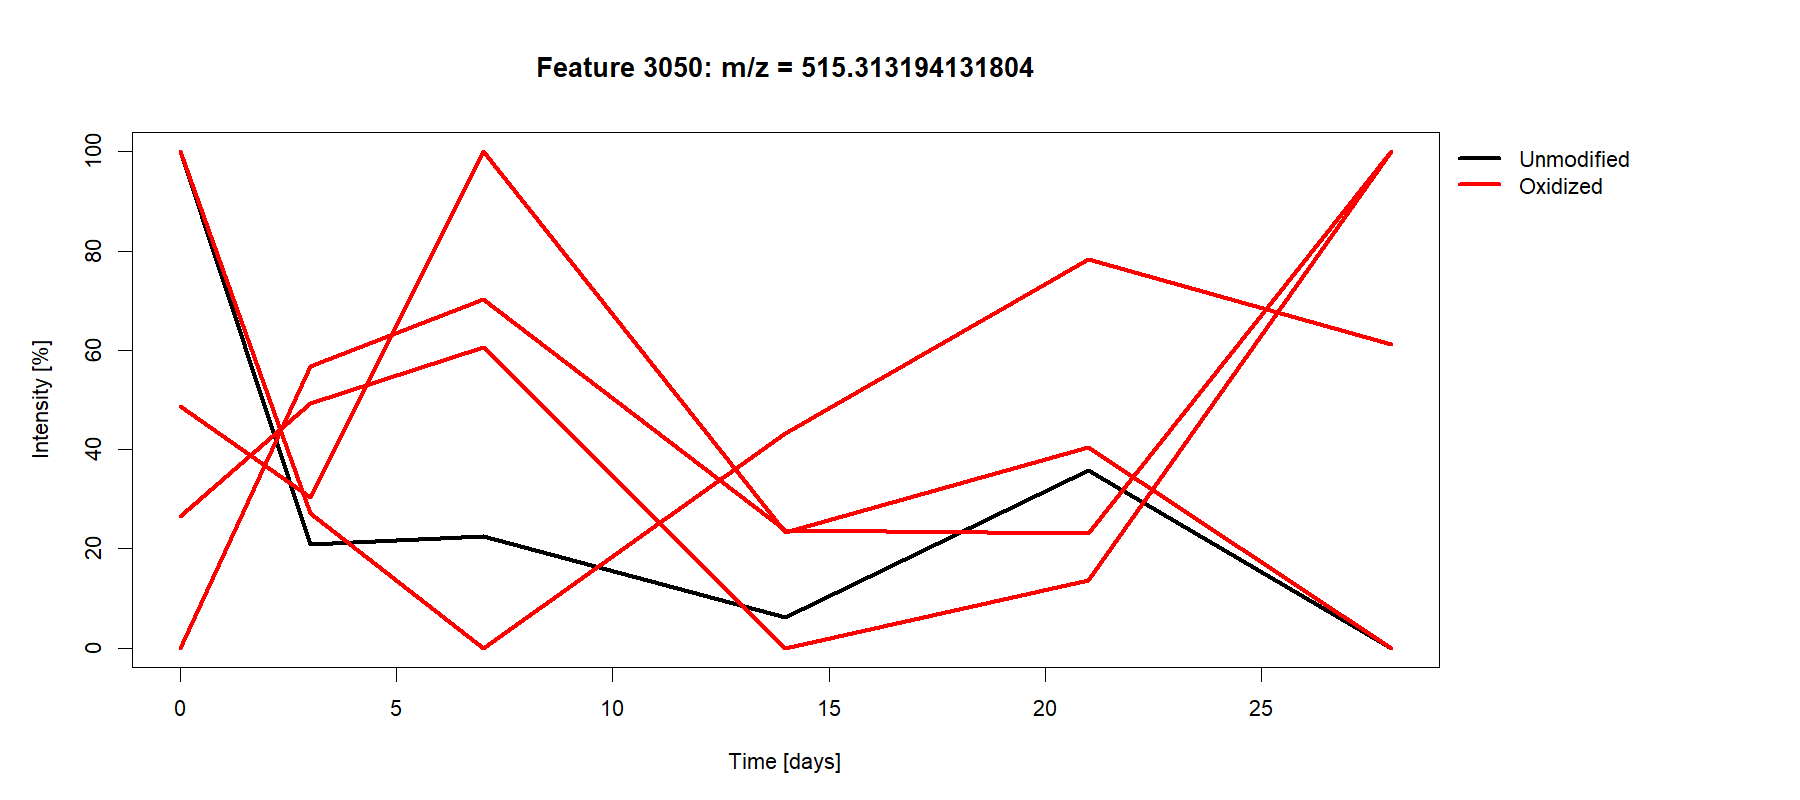 Feature 3050: m/z = 515.313194131804
Unmodified
Oxidized
Intensity [%]
100
80
60
40
20
0
0 5 10 15 20 25
Time [days]